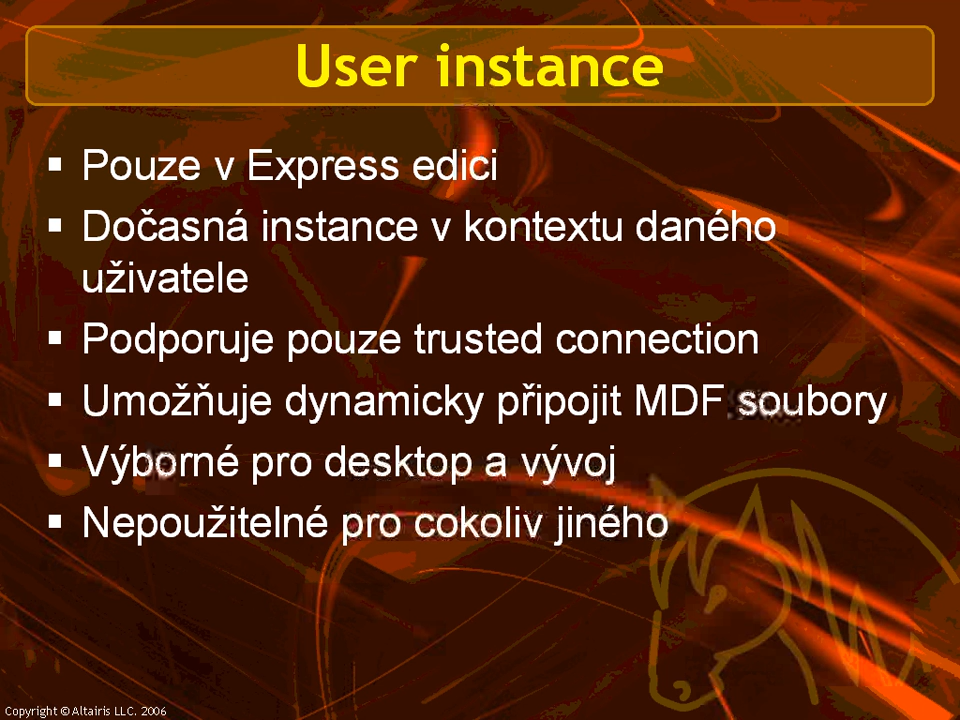 User instance
▪ Pouze v Express edici
▪ Dočasná instance v kontextu daného
uživatele
▪ Podporuje pouze trusted connection
▪ Umožňuje dynamicky připojit MDF soubory
▪ Výborné pro desktop a vývoj
▪ Nepoužitelné pro cokoliv jiného
Copyright © Altairis LLC. 2006